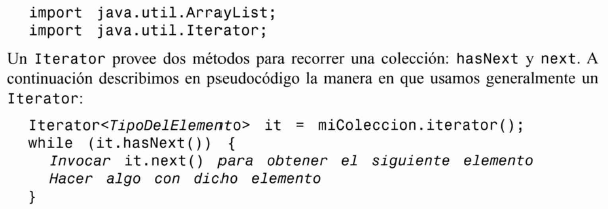 import java.util.ArrayList;
import java.util.Iterator;
Un Iterator provee dos métodos para recorrer una colección: hasNext y next. A
continuación describimos en pseudocódigo la manera en que usamos generalmente un
Iterator:
Iterator<TipoDelElemento> it = miColeccion.iterator();
while (it.hasNext()) {
Invocar it.next() para obtener el siguiente elemento
Hacer algo con dicho elemento
}